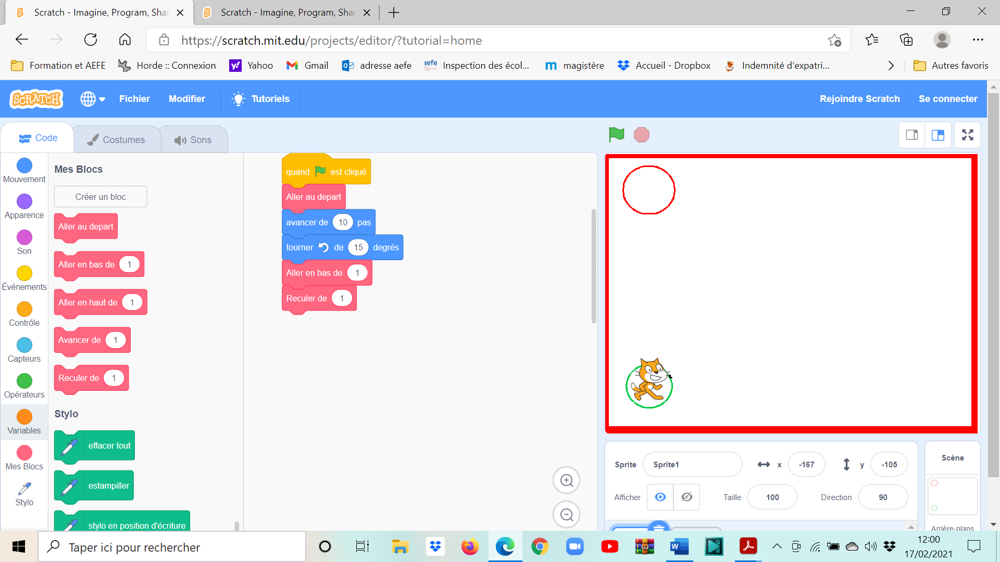 Scratch - Imagine, Program, Shar
Scratch - Imagine, Program, Shar
https://scratch.mit.edu/projects/editor/?tutorial=home
Formation et AEFE
Horde :: Connexion
Yahoo
Gmail
adresse aefe
aefe
Inspection des écol...
magistère
Accueil - Dropbox
Indemnité d'expatri...
Autres favoris
SCRATCH
Fichier
Modifier
Tutoriels
Rejoindre Scratch
Se connecter
Code
Costumes
Sons
Mouvement
Apparence
Son
Événements
Contrôle
Capteurs
Opérateurs
Variables
Mes Blocs
Stylo
Mes Blocs
Créer un bloc
Aller au depart
Aller en bas de 1
Aller en haut de 1
Avancer de 1
Reculer de 1
Stylo
effacer tout
estampiller
stylo en position d'écriture
quand est cliqué
Aller au depart
avancer de 10 pas
tourner de 15 degrés
Aller en bas de 1
Reculer de 1
Sprite Sprite1 x -167 y -105
Afficher Taille 100 Direction 90
Scène
Arrière-plans
Taper ici pour rechercher
12:00
17/02/2021